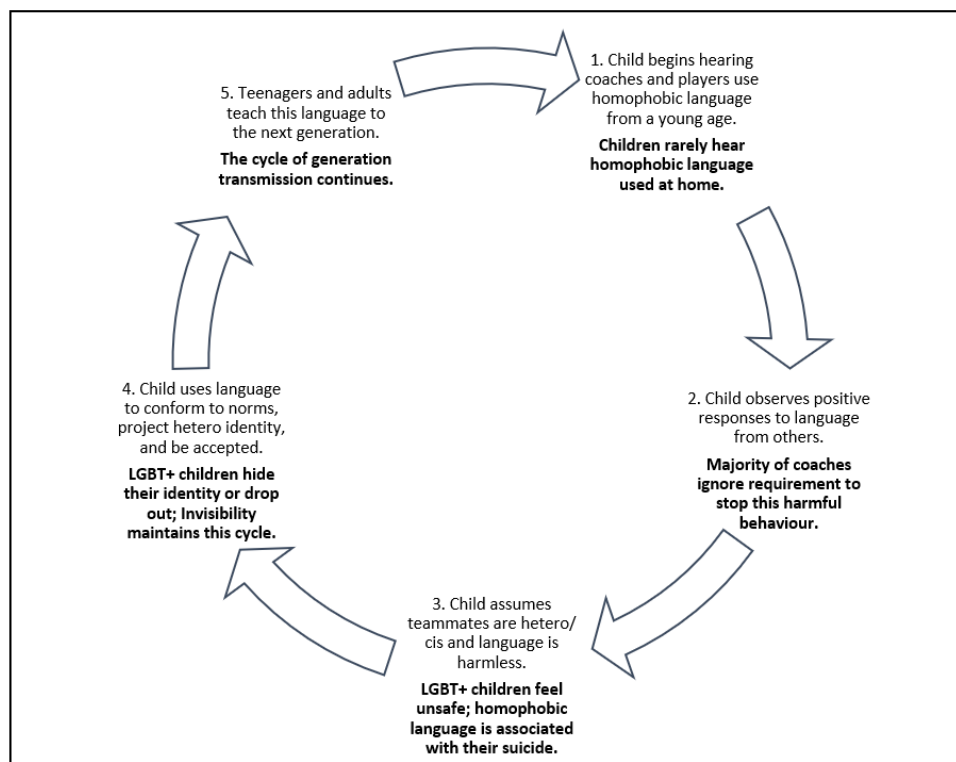 1. Child begins hearing
coaches and players use
homophobic language
from a young age.
Children rarely hear
homophobic language
used at home.
2. Child observes positive
responses to language
from others.
Majority of coaches
ignore requirement to
stop this harmful
behaviour.
3. Child assumes
teammates are hetero/
cis and language is
harmless.
LGBT+ children feel
unsafe; homophobic
language is associated
with their suicide.
4. Child uses language
to conform to norms,
project hetero identity,
and be accepted.
LGBT+ children hide
their identity or drop
out; Invisibility
maintains this cycle.
5. Teenagers and adults
teach this language to
the next generation.
The cycle of generation
transmission continues.